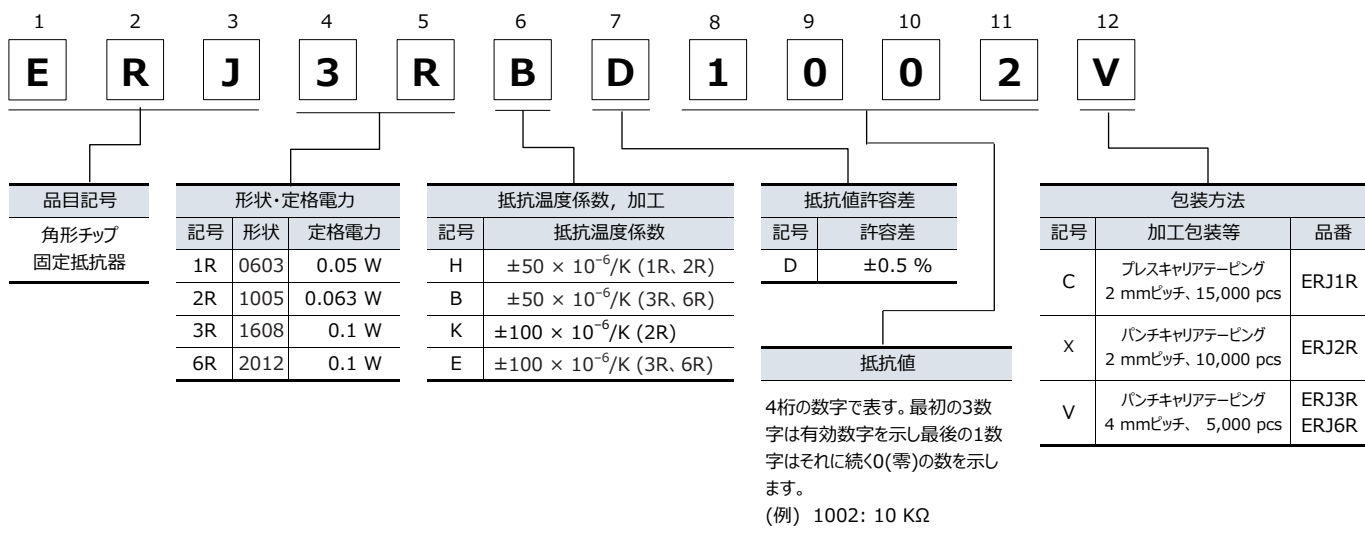 1 2 3 4 5 6 7 8 9 10 11 12
E R J 3 R B D 1 0 0 2 V
品目記号
角形チップ
固定抵抗器
形状・定格電力
記号 形状 定格電力
1R 0603 0.05 W
2R 1005 0.063 W
3R 1608 0.1 W
6R 2012 0.1 W
抵抗温度係数, 加工
記号 抵抗温度係数
H ±50 × 10⁻⁶/K (1R、2R)
B ±50 × 10⁻⁶/K (3R、6R)
K ±100 × 10⁻⁶/K (2R)
E ±100 × 10⁻⁶/K (3R、6R)
抵抗値許容差
記号 許容差
D ±0.5 %
抵抗値
4桁の数字で表す。最初の3数
字は有効数字を示し最後の1数
字はそれに続く0(零)の数を示し
ます。
(例) 1002: 10 KΩ
包装方法
記号 加工包装等 品番
C プレスキャリアテーピング
2 mmピッチ、15,000 pcs ERJ1R
X パンチキャリアテーピング
2 mmピッチ、10,000 pcs ERJ2R
V パンチキャリアテーピング
4 mmピッチ、 5,000 pcs ERJ3R
ERJ6R